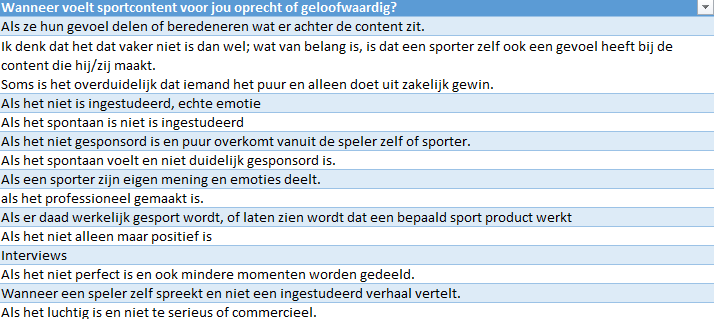 Wanneer voelt sportcontent voor jou oprecht of geloofwaardig?
Als ze hun gevoel delen of beredeneren wat er achter de content zit.
Ik denk dat het dat vaker niet is dan wel; wat van belang is, is dat een sporter zelf ook een gevoel heeft bij de
content die hij/zij maakt.
Soms is het overduidelijk dat iemand het puur en alleen doet uit zakelijk gewin.
Als het niet is ingestudeerd, echte emotie
Als het spontaan is niet is ingestudeerd
Als het niet gesponsord is en puur overkomt vanuit de speler zelf of sporter.
Als het spontaan voelt en niet duidelijk gesponsord is.
Als een sporter zijn eigen mening en emoties deelt.
als het professioneel gemaakt is.
Als er daad werkelijk gesport wordt, of laten zien wordt dat een bepaald sport product werkt
Als het niet alleen maar positief is
Interviews
Als het niet perfect is en ook mindere momenten worden gedeeld.
Wanneer een speler zelf spreekt en niet een ingestudeerd verhaal vertelt.
Als het luchtig is en niet te serieus of commercieel.